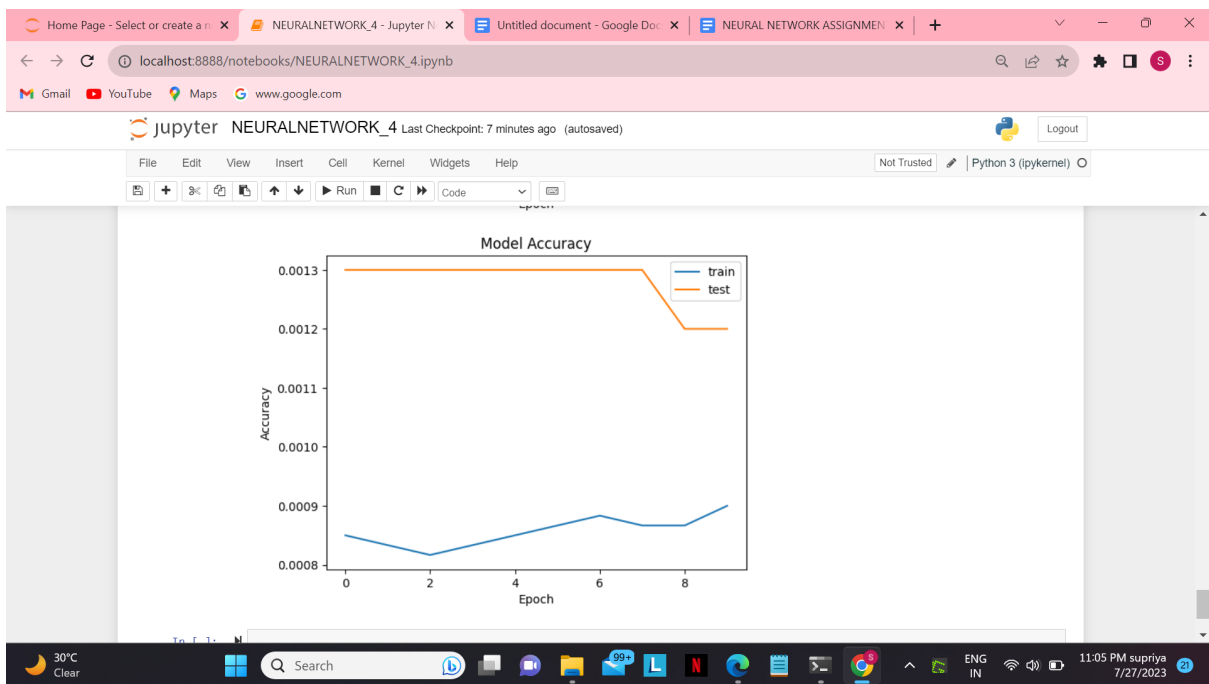 Home Page - Select or create a n
NEURALNETWORK_4 - Jupyter N
Untitled document - Google Doc
NEURAL NETWORK ASSIGNMEN
localhost:8888/notebooks/NEURALNETWORK_4.ipynb
S
Gmail YouTube Maps www.google.com
jupyter NEURALNETWORK_4 Last Checkpoint: 7 minutes ago (autosaved)
Logout
File Edit View Insert Cell Kernel Widgets Help
Not Trusted Python 3 (ipykernel)
Run Code
Epoch
Model Accuracy
train
test
0.0013
0.0012
0.0011
0.0010
0.0009
0.0008
Accuracy
0 2 4 6 8
Epoch
In [ ]:
30°C
Clear
Search
99+
L
N
S
ENG
IN
11:05 PM supriya
7/27/2023
21